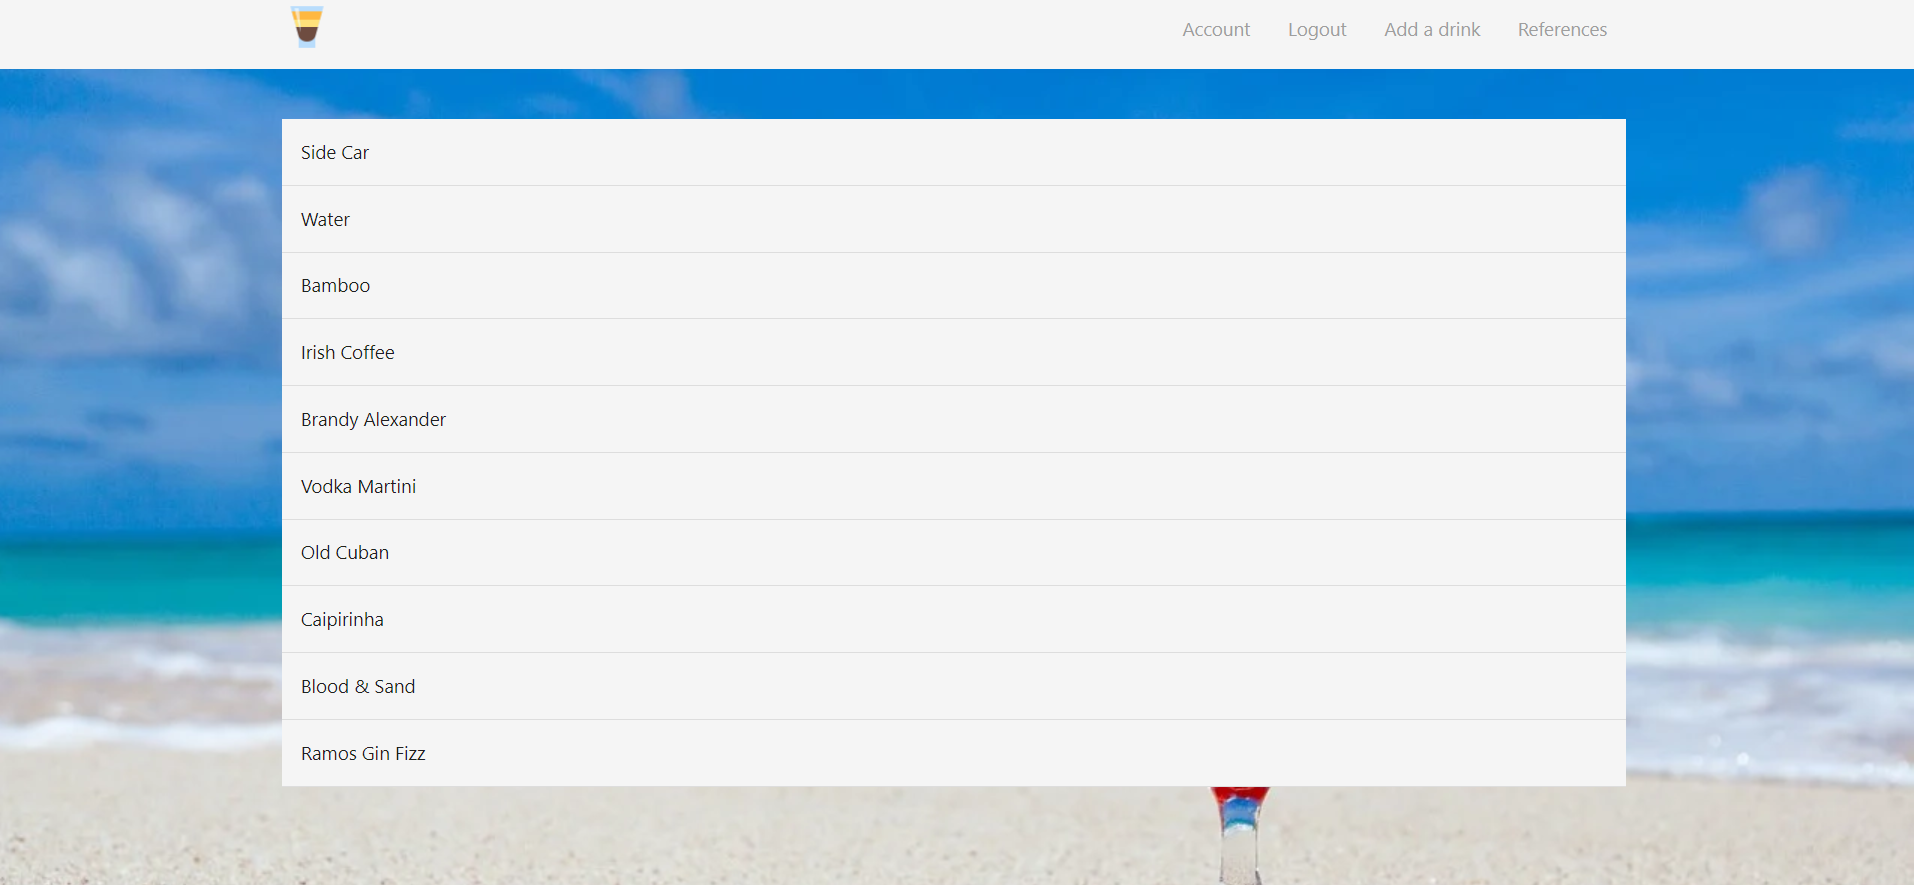 Account
Logout
Add a drink
References
Side Car
Water
Bamboo
Irish Coffee
Brandy Alexander
Vodka Martini
Old Cuban
Caipirinha
Blood & Sand
Ramos Gin Fizz